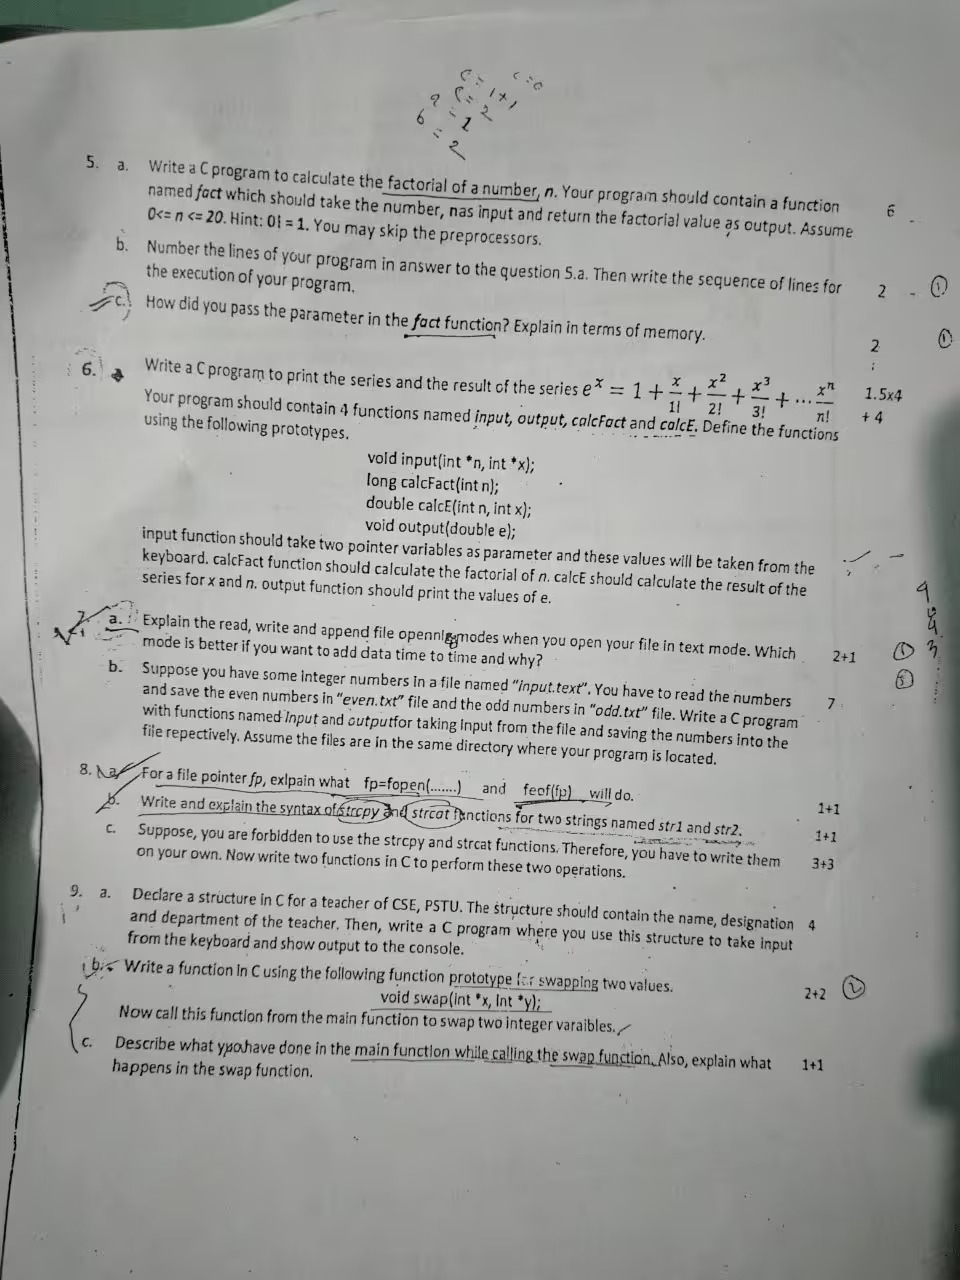 5. a. Write a C program to calculate the factorial of a number, n. Your program should contain a function 6
named fact which should take the number, nas input and return the factorial value as output. Assume
0<= n <= 20. Hint: 0! = 1. You may skip the preprocessors.
b. Number the lines of your program in answer to the question 5.a. Then write the sequence of lines for 2
the execution of your program.
c. How did you pass the parameter in the fact function? Explain in terms of memory. 2
6. Write a C program to print the series and the result of the series e^x = 1 + x/1! + x^2/2! + x^3/3! + ... x^n/n! 1.5x4
Your program should contain 4 functions named input, output, calcFact and calcE. Define the functions + 4
using the following prototypes.
void input(int *n, int *x);
long calcFact(int n);
double calcE(int n, int x);
void output(double e);
input function should take two pointer variables as parameter and these values will be taken from the
keyboard. calcFact function should calculate the factorial of n. calcE should calculate the result of the
series for x and n. output function should print the values of e.
7. a. Explain the read, write and append file openning modes when you open your file in text mode. Which 2+1
mode is better if you want to add data time to time and why?
b. Suppose you have some integer numbers in a file named "input.text". You have to read the numbers 7
and save the even numbers in "even.txt" file and the odd numbers in "odd.txt" file. Write a C program
with functions named input and outputfor taking input from the file and saving the numbers into the
file repectively. Assume the files are in the same directory where your program is located.
8. a. For a file pointer fp, exlpain what fp=fopen(.......) and feof(fp) will do. 1+1
b. Write and explain the syntax of strcpy and strcat functions for two strings named str1 and str2. 1+1
c. Suppose, you are forbidden to use the strcpy and strcat functions. Therefore, you have to write them 3+3
on your own. Now write two functions in C to perform these two operations.
9. a. Declare a structure in C for a teacher of CSE, PSTU. The structure should contain the name, designation 4
and department of the teacher. Then, write a C program where you use this structure to take input
from the keyboard and show output to the console.
b. Write a function in C using the following function prototype for swapping two values. 2+2
void swap(int *x, Int *y);
Now call this function from the main function to swap two integer varaibles.
c. Describe what you have done in the main function while calling the swap function. Also, explain what 1+1
happens in the swap function.